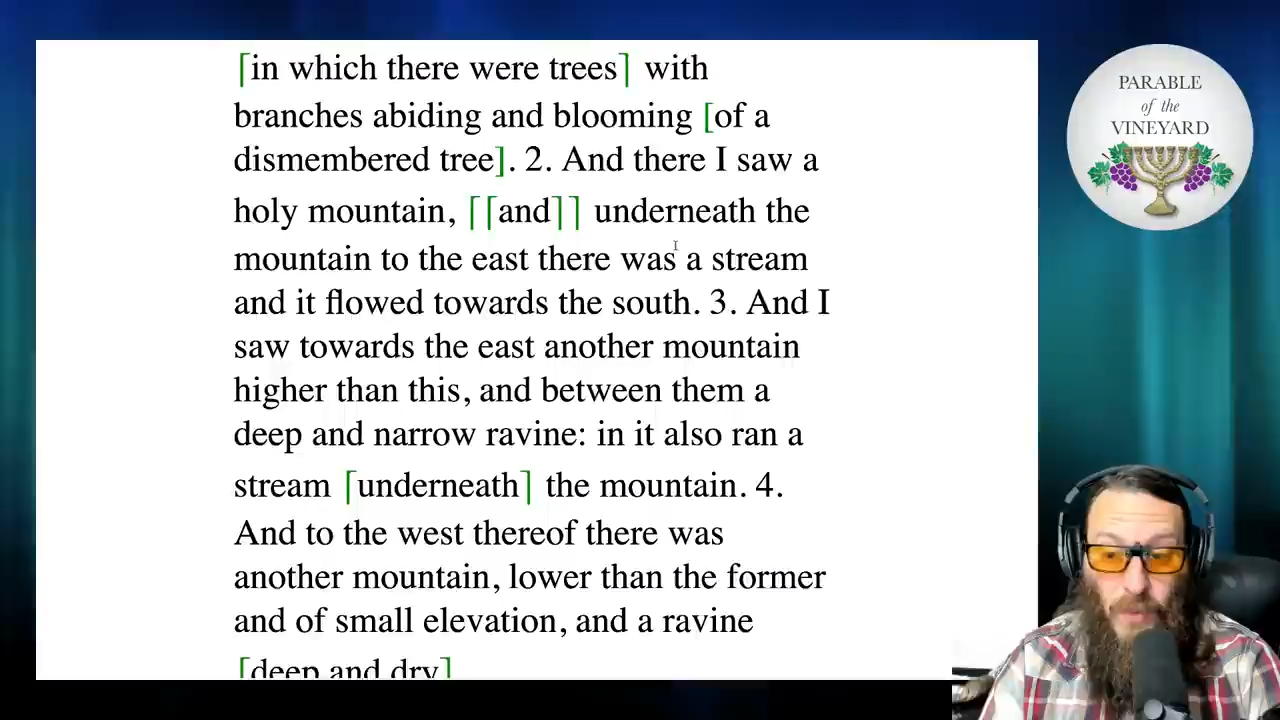 ⌈in which there were trees⌉ with
branches abiding and blooming [of a
dismembered tree]. 2. And there I saw a
holy mountain, ⌈⌈and⌉⌉ underneath the
mountain to the east there was a stream
and it flowed towards the south. 3. And I
saw towards the east another mountain
higher than this, and between them a
deep and narrow ravine: in it also ran a
stream ⌈underneath⌉ the mountain. 4.
And to the west thereof there was
another mountain, lower than the former
and of small elevation, and a ravine
[deep and dry]
PARABLE
of the
VINEYARD